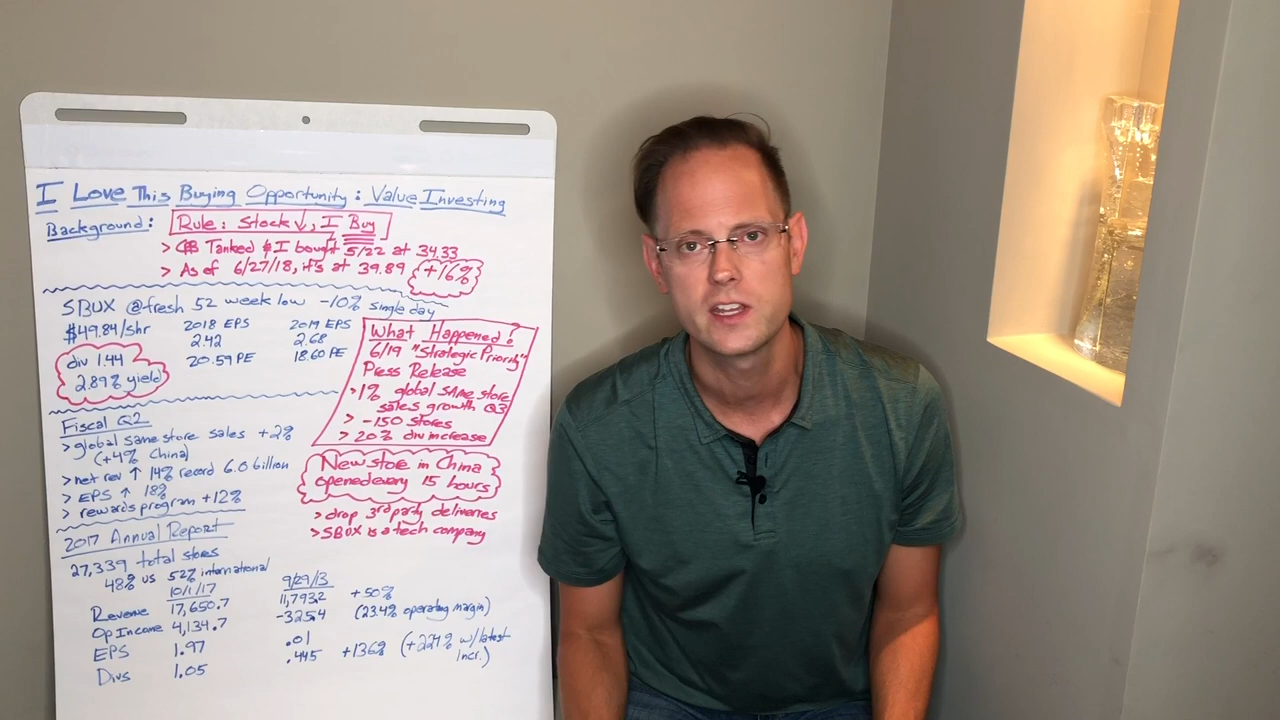 I Love This Buying Opportunity: Value Investing
Background: Rule: Stock ↓, I Buy
> Tanked & I bought 5/22 at 34.33
> As of 6/27/18, it's at 39.89 +16%
SBUX @ fresh 52 week low -10% single day
$49.84/shr 2018 EPS 2019 EPS
2.42 2.68
div 1.44 20.59 PE 18.60 PE
2.89% yield
What Happened?
6/19 "Strategic Priority"
Press Release
>1% global same store
sales growth Q3
> -150 stores
> 20% div increase
Fiscal Q2
>global same store sales +2%
(+4% China)
>net rev ↑ 14% record 6.0 billion
> EPS ↑ 18%
> rewards program +12%
New store in China
opened every 15 hours
>drop 3rd party deliveries
>SBUX is a tech company
2017 Annual Report
27,339 total stores
48% US 52% international
10/1/17 9/29/13
Revenue 17,650.7 11,793.2 +50%
Op Income 4,134.7 -325.4 (23.4% operating margin)
EPS 1.97 .01
Divs 1.05 .445 +136% (+224% w/latest
incr.)